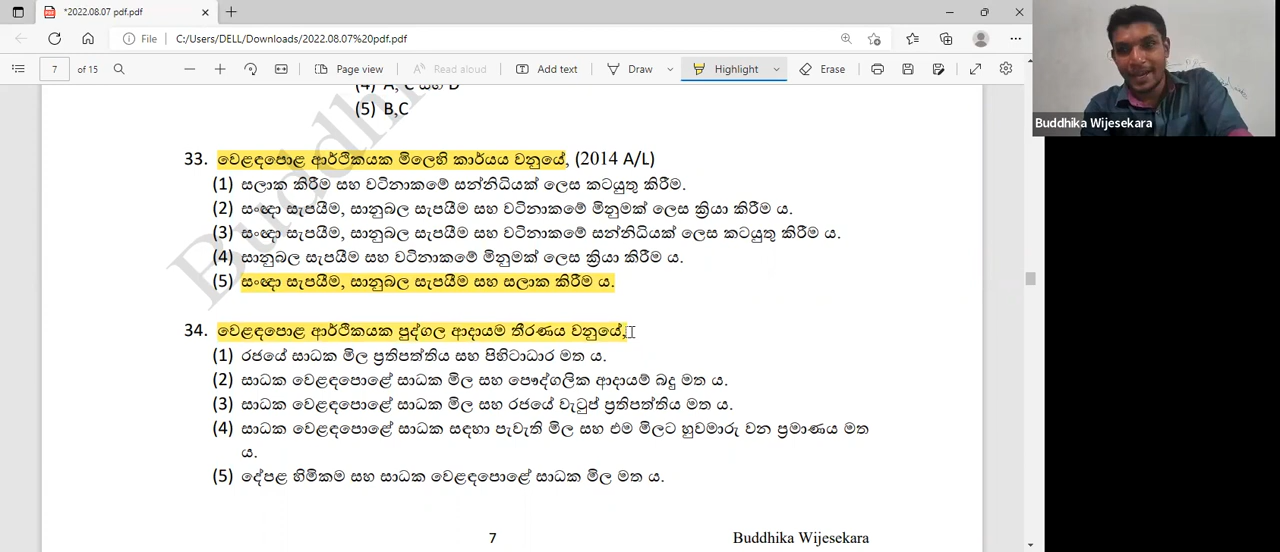 *2022.08.07 pdf.pdf
File C:/Users/DELL/Downloads/2022.08.07%20pdf.pdf
7 of 15 Page view Read aloud Add text Draw Highlight Erase
Buddhika Wijesekara
(4) A, C සහ D
(5) B,C
33. වෙළඳපොළ ආර්ථිකයක මිලෙහි කාර්යය වනුයේ, (2014 A/L)
(1) සලාක කිරීම සහ වටිනාකමේ සන්නිධියක් ලෙස කටයුතු කිරීම.
(2) සංඥා සැපයීම, සානුබල සැපයීම සහ වටිනාකමේ මිනුමක් ලෙස ක්‍රියා කිරීම ය.
(3) සංඥා සැපයීම, සානුබල සැපයීම සහ වටිනාකමේ සන්නිධියක් ලෙස කටයුතු කිරීම ය.
(4) සානුබල සැපයීම සහ වටිනාකමේ මිනුමක් ලෙස ක්‍රියා කිරීම ය.
(5) සංඥා සැපයීම, සානුබල සැපයීම සහ සලාක කිරීම ය.
34. වෙළඳපොළ ආර්ථිකයක පුද්ගල ආදායම තීරණය වනුයේ,
(1) රජයේ සාධක මිල ප්‍රතිපත්තිය සහ පිහිටාධාර මත ය.
(2) සාධක වෙළඳපොළේ සාධක මිල සහ පෞද්ගලික ආදායම් බදු මත ය.
(3) සාධක වෙළඳපොළේ සාධක මිල සහ රජයේ වැටුප් ප්‍රතිපත්තිය මත ය.
(4) සාධක වෙළඳපොළේ සාධක සඳහා පැවැති මිල සහ එම මිලට හුවමාරු වන ප්‍රමාණය මත
ය.
(5) දේපළ හිමිකම සහ සාධක වෙළඳපොළේ සාධක මිල මත ය.
7 Buddhika Wijesekara